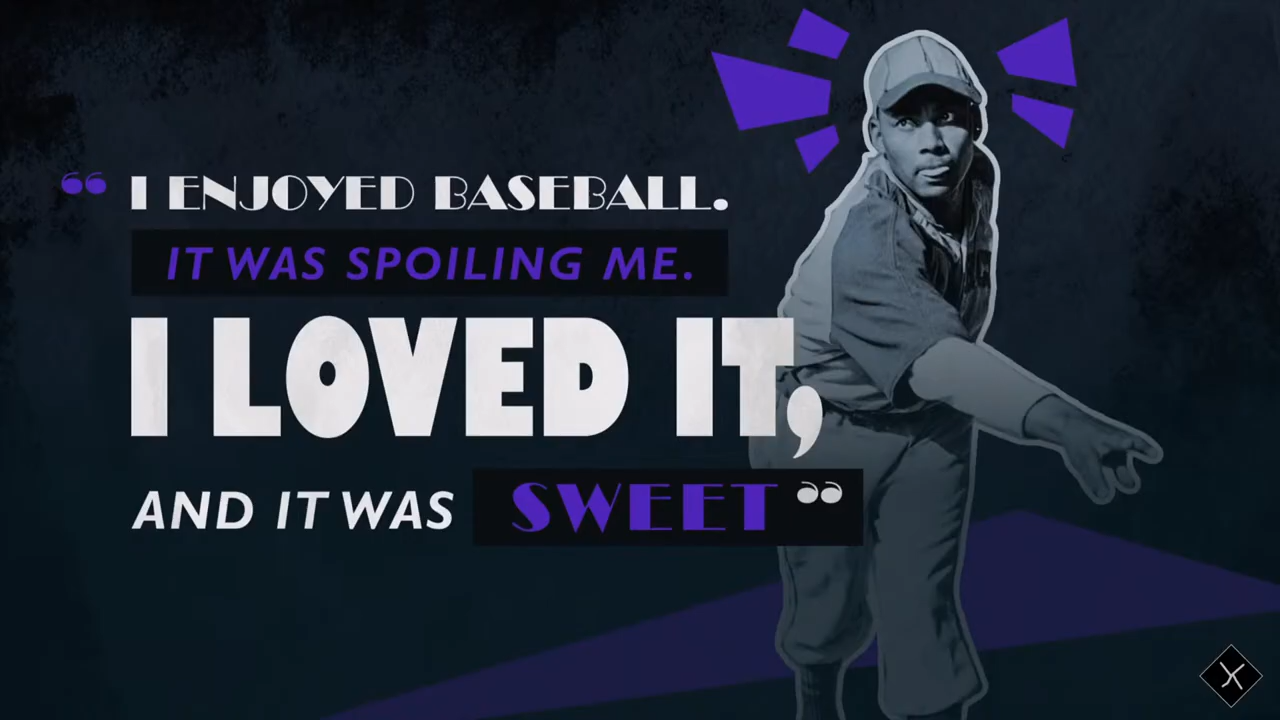 “ I ENJOYED BASEBALL.
IT WAS SPOILING ME.
I LOVED IT,
AND IT WAS SWEET ”